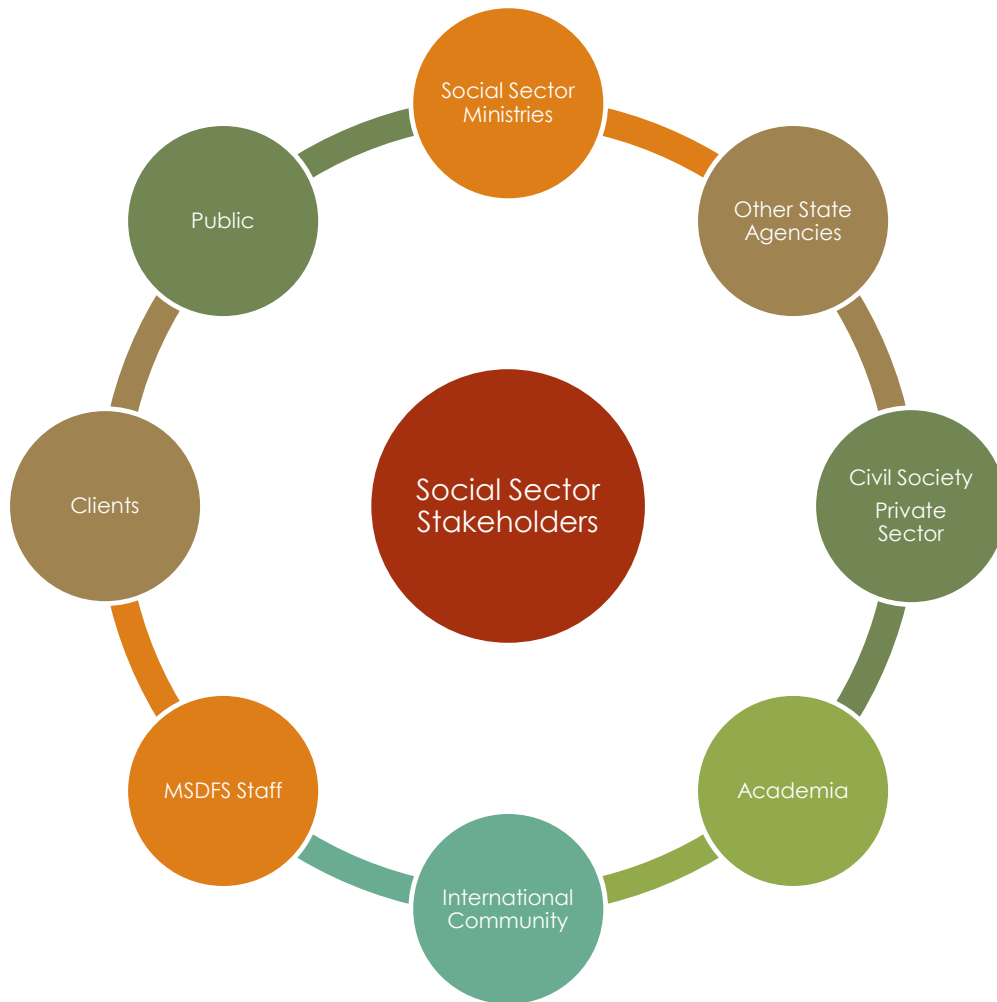 Social Sector
Ministries
Other State
Agencies
Civil Society
Private
Sector
Academia
International
Community
MSDFS Staff
Clients
Public
Social Sector
Stakeholders